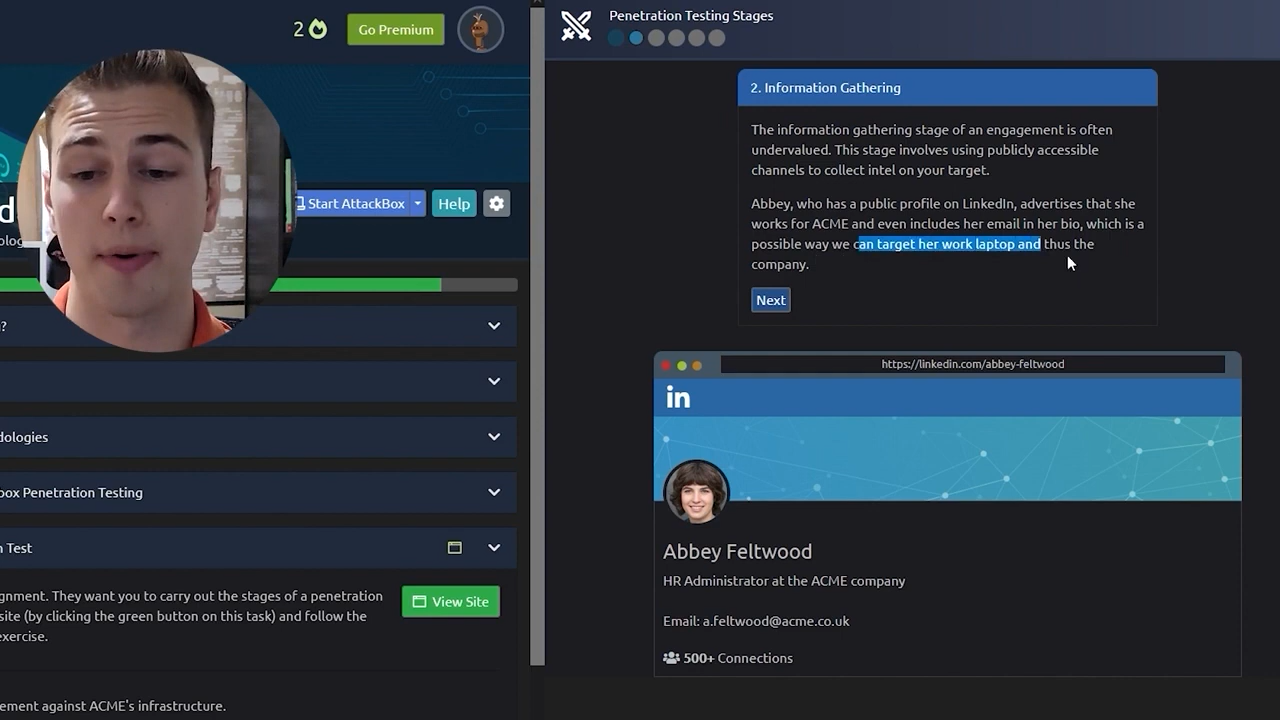 2
Go Premium
d
olog
Start AttackBox
Help
?
dologies
box Penetration Testing
n Test
gnment. They want you to carry out the stages of a penetration
site (by clicking the green button on this task) and follow the
exercise.
View Site
ement against ACME's infrastructure.
Penetration Testing Stages
2. Information Gathering
The information gathering stage of an engagement is often
undervalued. This stage involves using publicly accessible
channels to collect intel on your target.
Abbey, who has a public profile on LinkedIn, advertises that she
works for ACME and even includes her email in her bio, which is a
possible way we can target her work laptop and thus the
company.
Next
https://linkedin.com/abbey-feltwood
in
Abbey Feltwood
HR Administrator at the ACME company
Email: a.feltwood@acme.co.uk
500+ Connections